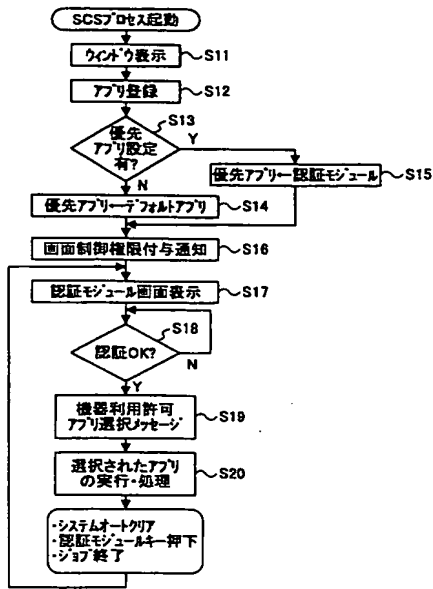 SCSプロセス起動
ウィンドウ表示
S11
アプリ登録
S12
S13
優先
アプリ設定
有?
Y
N
優先アプリ←認証モジュール
S15
優先アプリ←デフォルトアプリ
S14
画面制御権限付与通知
S16
認証モジュール画面表示
S17
S18
認証OK?
N
Y
機器利用許可
アプリ選択メッセージ
S19
選択されたアプリ
の実行・処理
S20
・システムオートクリア
・認証モジュールキー押下
・ジョブ終了